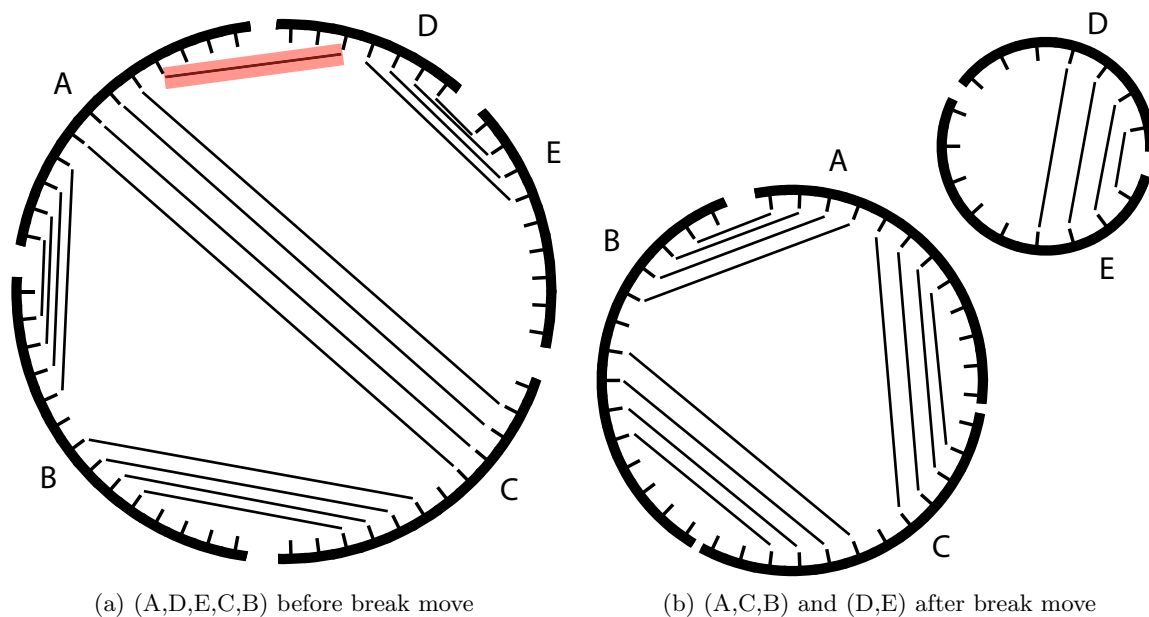 D
A
E
B
C
(a) (A,D,E,C,B) before break move
D
A
B
E
C
(b) (A,C,B) and (D,E) after break move